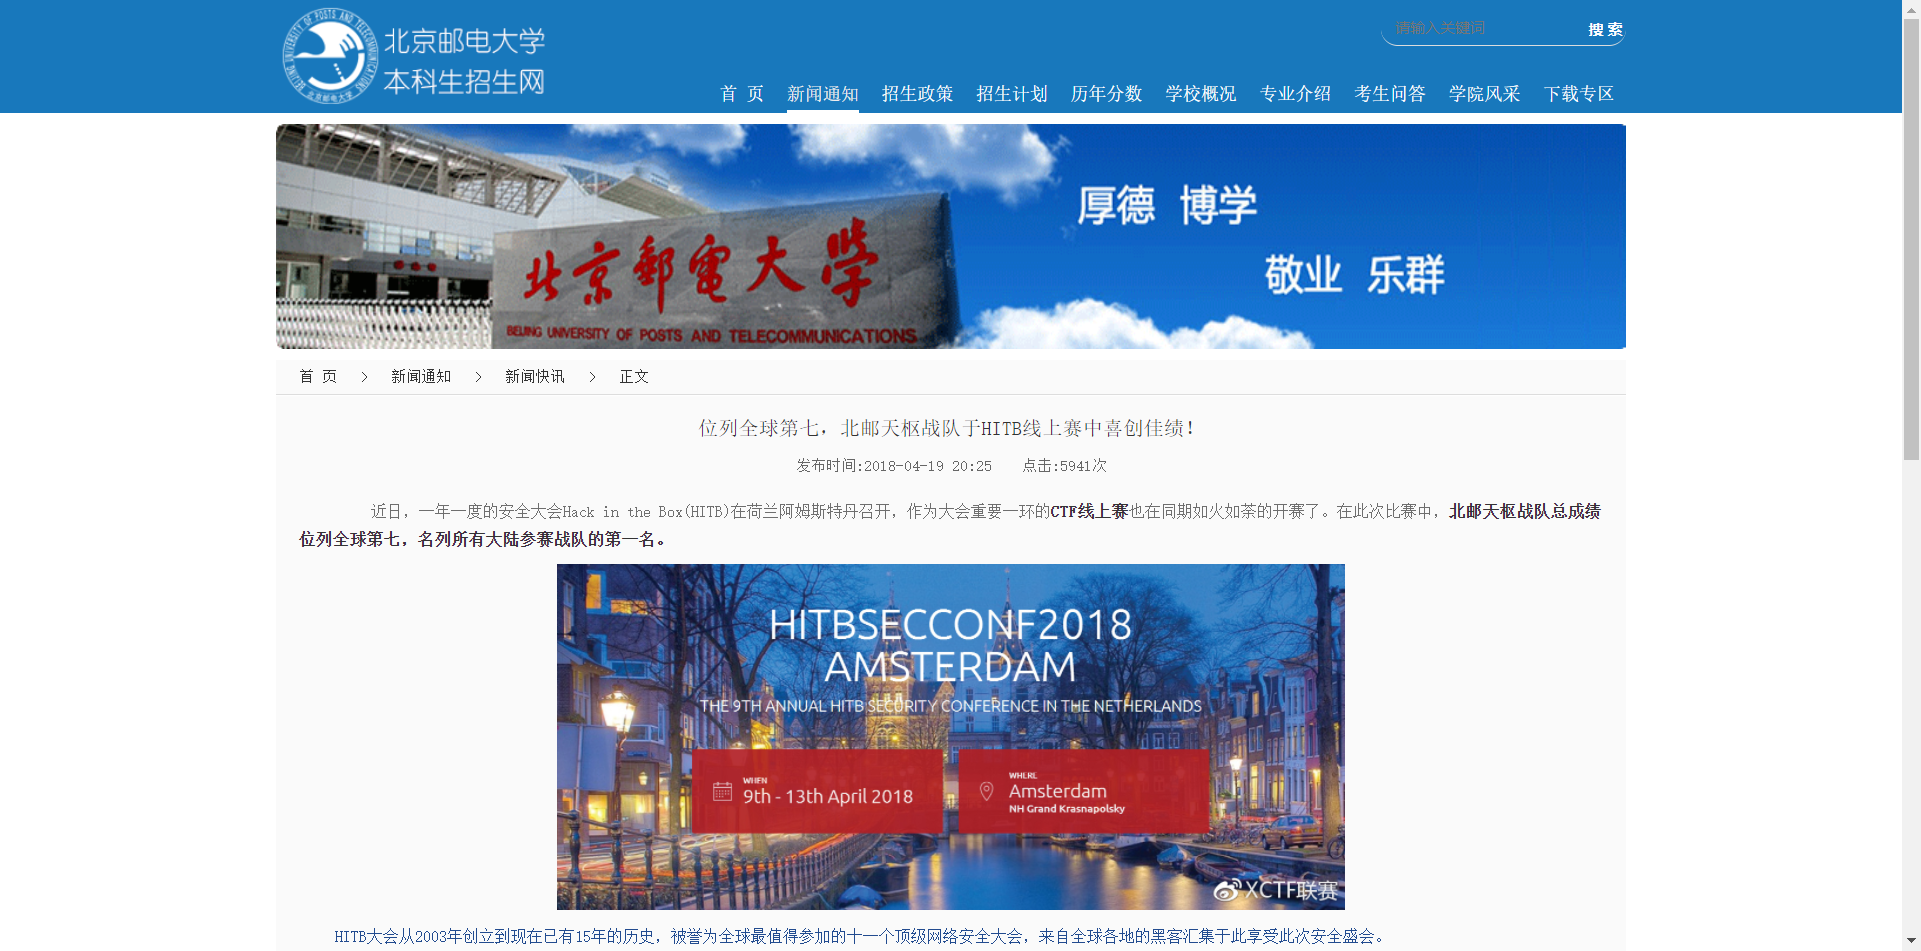 北京邮电大学
本科生招生网
请输入关键词
搜 索
首 页 新闻通知 招生政策 招生计划 历年分数 学校概况 专业介绍 考生问答 学院风采 下载专区
北京郵電大學
BEIJING UNIVERSITY OF POSTS AND TELECOMMUNICATIONS
厚德 博学
敬业 乐群
首 页 > 新闻通知 > 新闻快讯 > 正文
位列全球第七，北邮天枢战队于HITB线上赛中喜创佳绩！
发布时间:2018-04-19 20:25 点击:5941次
近日，一年一度的安全大会Hack in the Box(HITB)在荷兰阿姆斯特丹召开，作为大会重要一环的CTF线上赛也在同期如火如荼的开赛了。在此次比赛中，北邮天枢战队总成绩
位列全球第七，名列所有大陆参赛战队的第一名。
HITBSECCONF2018
AMSTERDAM
THE 9TH ANNUAL HITB SECURITY CONFERENCE IN THE NETHERLANDS
WHEN
9th - 13th April 2018
WHERE
Amsterdam
NH Grand Krasnapolsky
XCTF联赛
HITB大会从2003年创立到现在已有15年的历史，被誉为全球最值得参加的十一个顶级网络安全大会，来自全球各地的黑客汇集于此享受此次安全盛会。